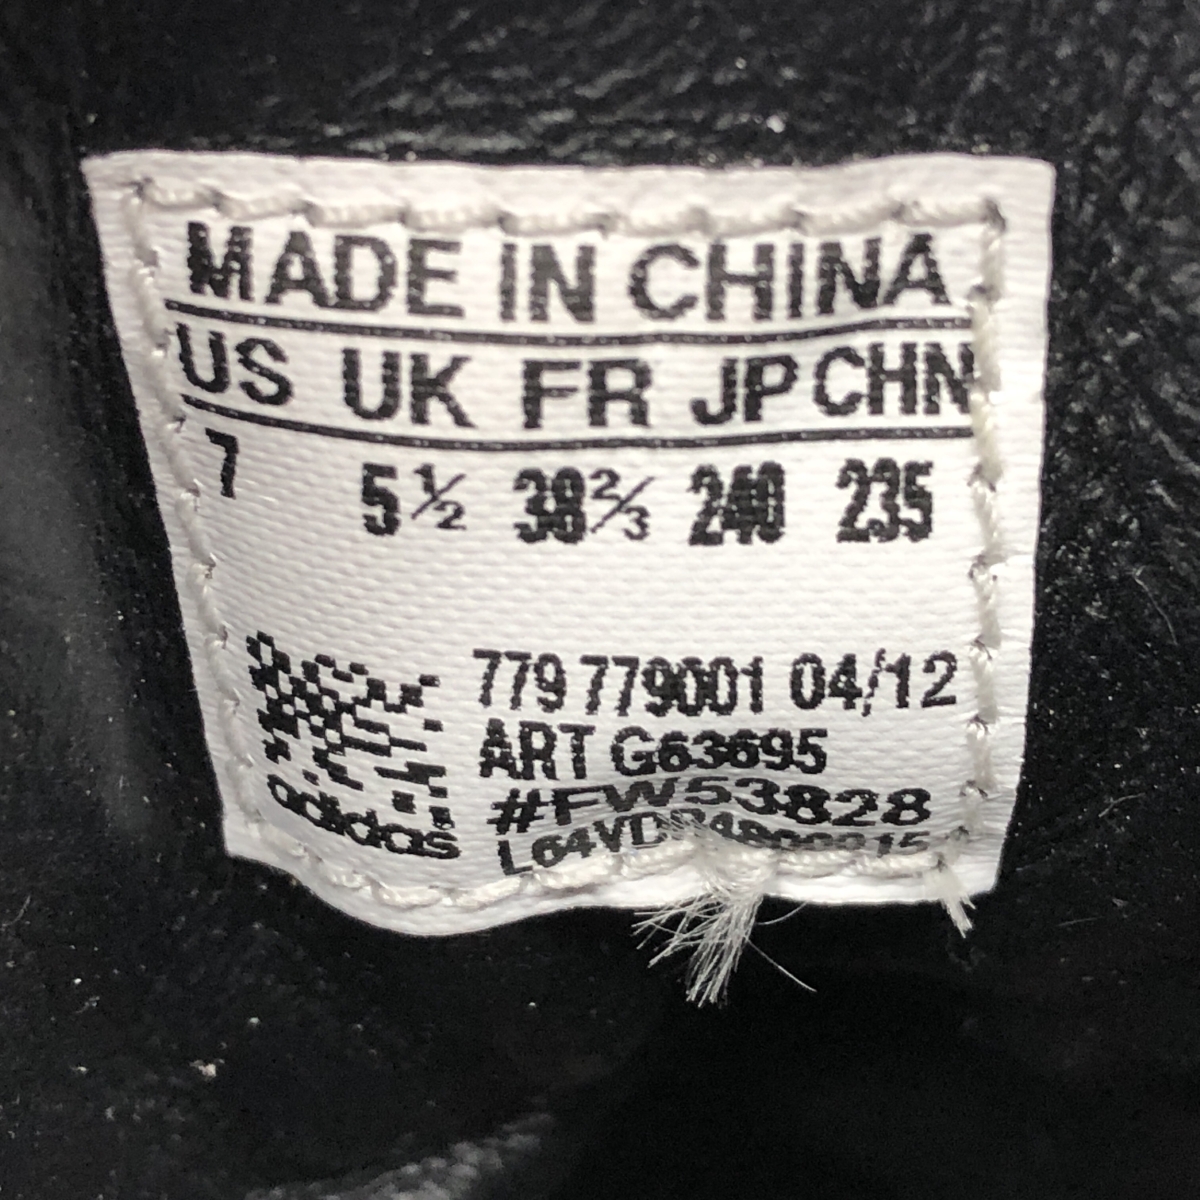 MADE IN CHINA
US UK FR JP CHN
7 5½ 38⅔ 240 235
779 779001 04/12
ART G63695
#FW53828
adidas